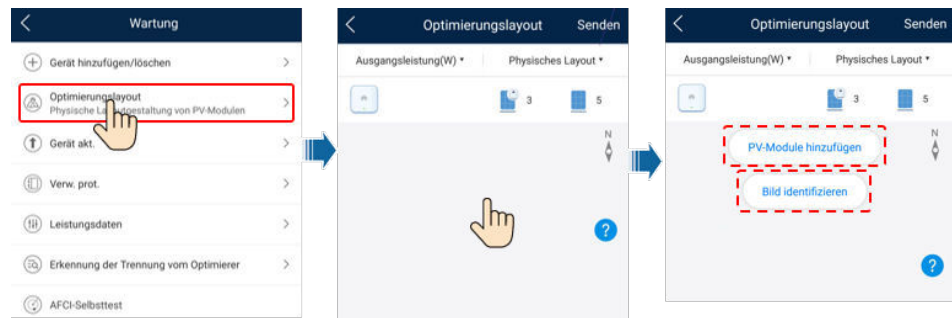 Wartung
Gerät hinzufügen/löschen
Optimierungslayout
Physische Layoutgestaltung von PV-Modulen
Gerät akt.
Verw. prot.
Leistungsdaten
Erkennung der Trennung vom Optimierer
AFCI-Selbsttest
Optimierungslayout Senden
Ausgangsleistung(W) Physisches Layout
3 5
N
?
Optimierungslayout Senden
Ausgangsleistung(W) Physisches Layout
3 5
N
PV-Module hinzufügen
Bild identifizieren
?